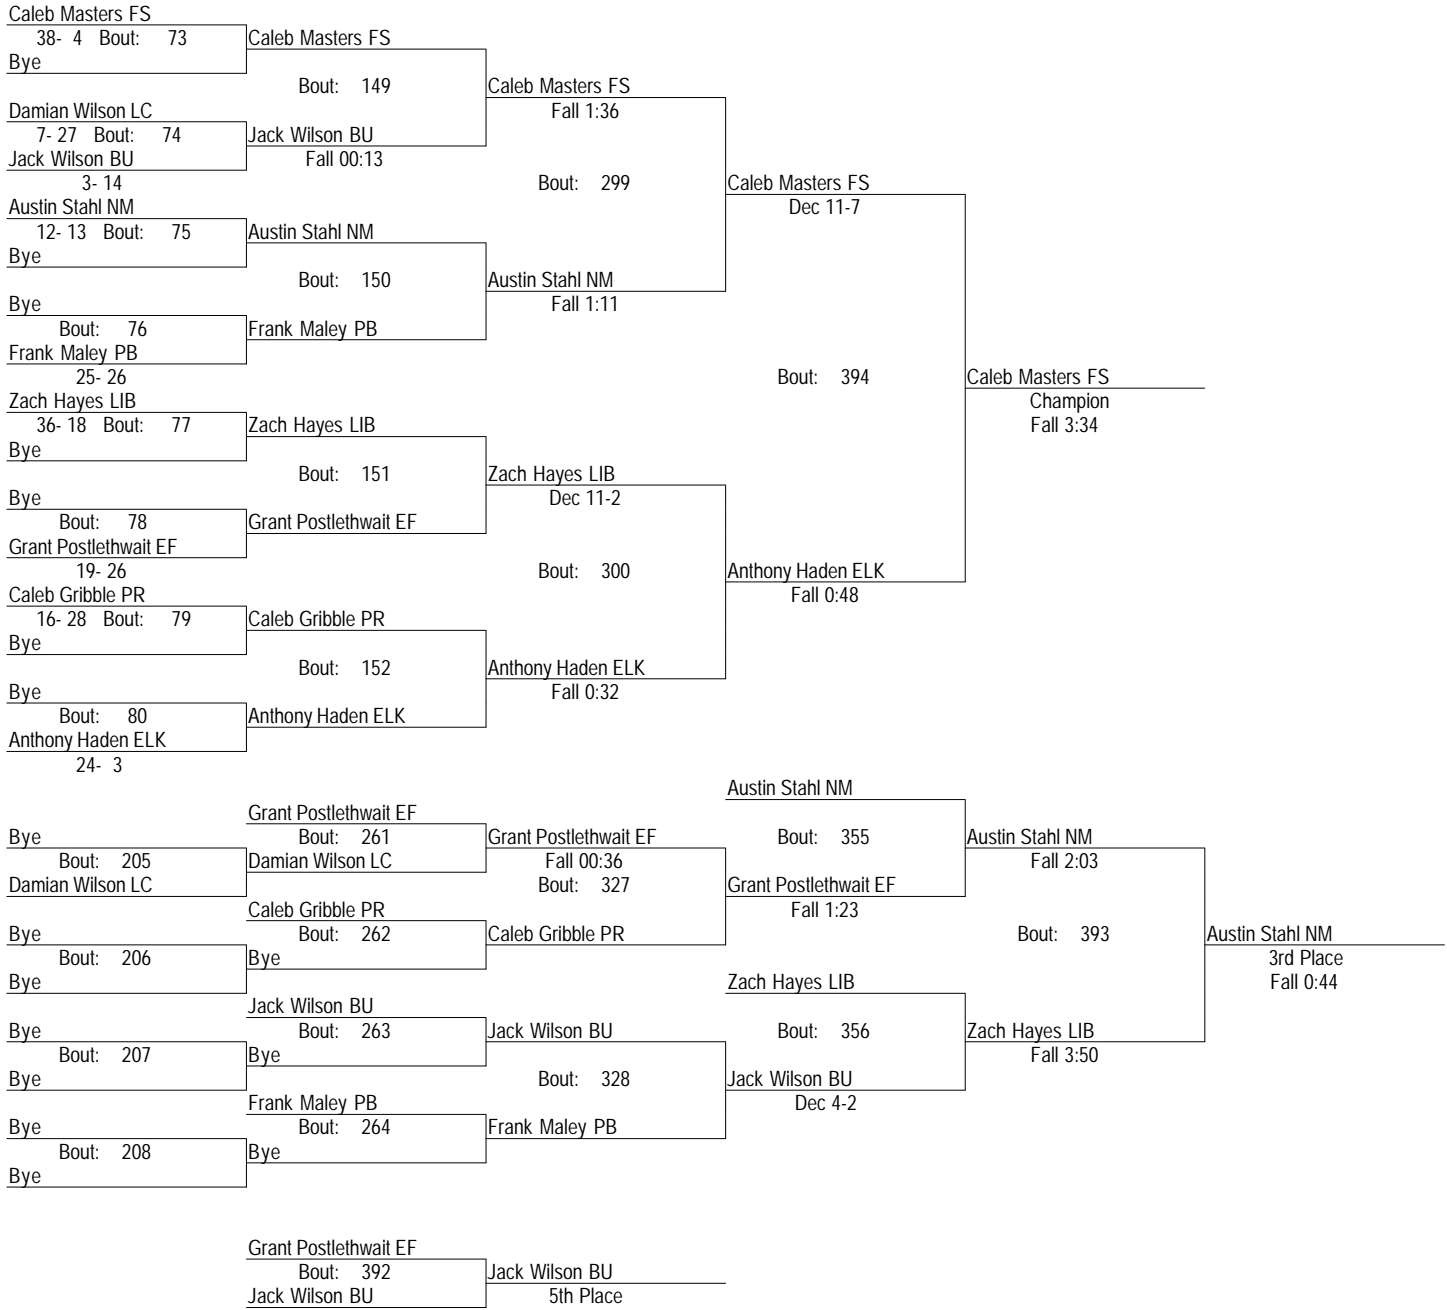 Caleb Masters FS
38- 4 Bout: 73 Caleb Masters FS
Bye
Bout: 149 Caleb Masters FS
Damian Wilson LC Fall 1:36
7- 27 Bout: 74 Jack Wilson BU
Jack Wilson BU Fall 00:13
3- 14 Bout: 299 Caleb Masters FS
Austin Stahl NM Dec 11-7
12- 13 Bout: 75 Austin Stahl NM
Bye
Bout: 150 Austin Stahl NM
Bye Fall 1:11
Bout: 76 Frank Maley PB
Frank Maley PB
25- 26 Bout: 394 Caleb Masters FS
Zach Hayes LIB Champion
36- 18 Bout: 77 Zach Hayes LIB Fall 3:34
Bye
Bout: 151 Zach Hayes LIB
Bye Dec 11-2
Bout: 78 Grant Postlethwait EF
Grant Postlethwait EF
19- 26 Bout: 300 Anthony Haden ELK
Caleb Gribble PR Fall 0:48
16- 28 Bout: 79 Caleb Gribble PR
Bye
Bout: 152 Anthony Haden ELK
Bye Fall 0:32
Bout: 80 Anthony Haden ELK
Anthony Haden ELK
24- 3
Austin Stahl NM
Grant Postlethwait EF
Bye Bout: 261 Grant Postlethwait EF Bout: 355 Austin Stahl NM
Bout: 205 Damian Wilson LC Fall 00:36 Fall 2:03
Damian Wilson LC Bout: 327 Grant Postlethwait EF
Caleb Gribble PR Fall 1:23
Bye Bout: 262 Caleb Gribble PR Bout: 393 Austin Stahl NM
Bout: 206 Bye 3rd Place
Bye Zach Hayes LIB Fall 0:44
Jack Wilson BU
Bye Bout: 263 Jack Wilson BU Bout: 356 Zach Hayes LIB
Bout: 207 Bye Fall 3:50
Bye Bout: 328 Jack Wilson BU
Frank Maley PB Dec 4-2
Bye Bout: 264 Frank Maley PB
Bout: 208 Bye
Bye
Grant Postlethwait EF
Bout: 392 Jack Wilson BU
Jack Wilson BU 5th Place